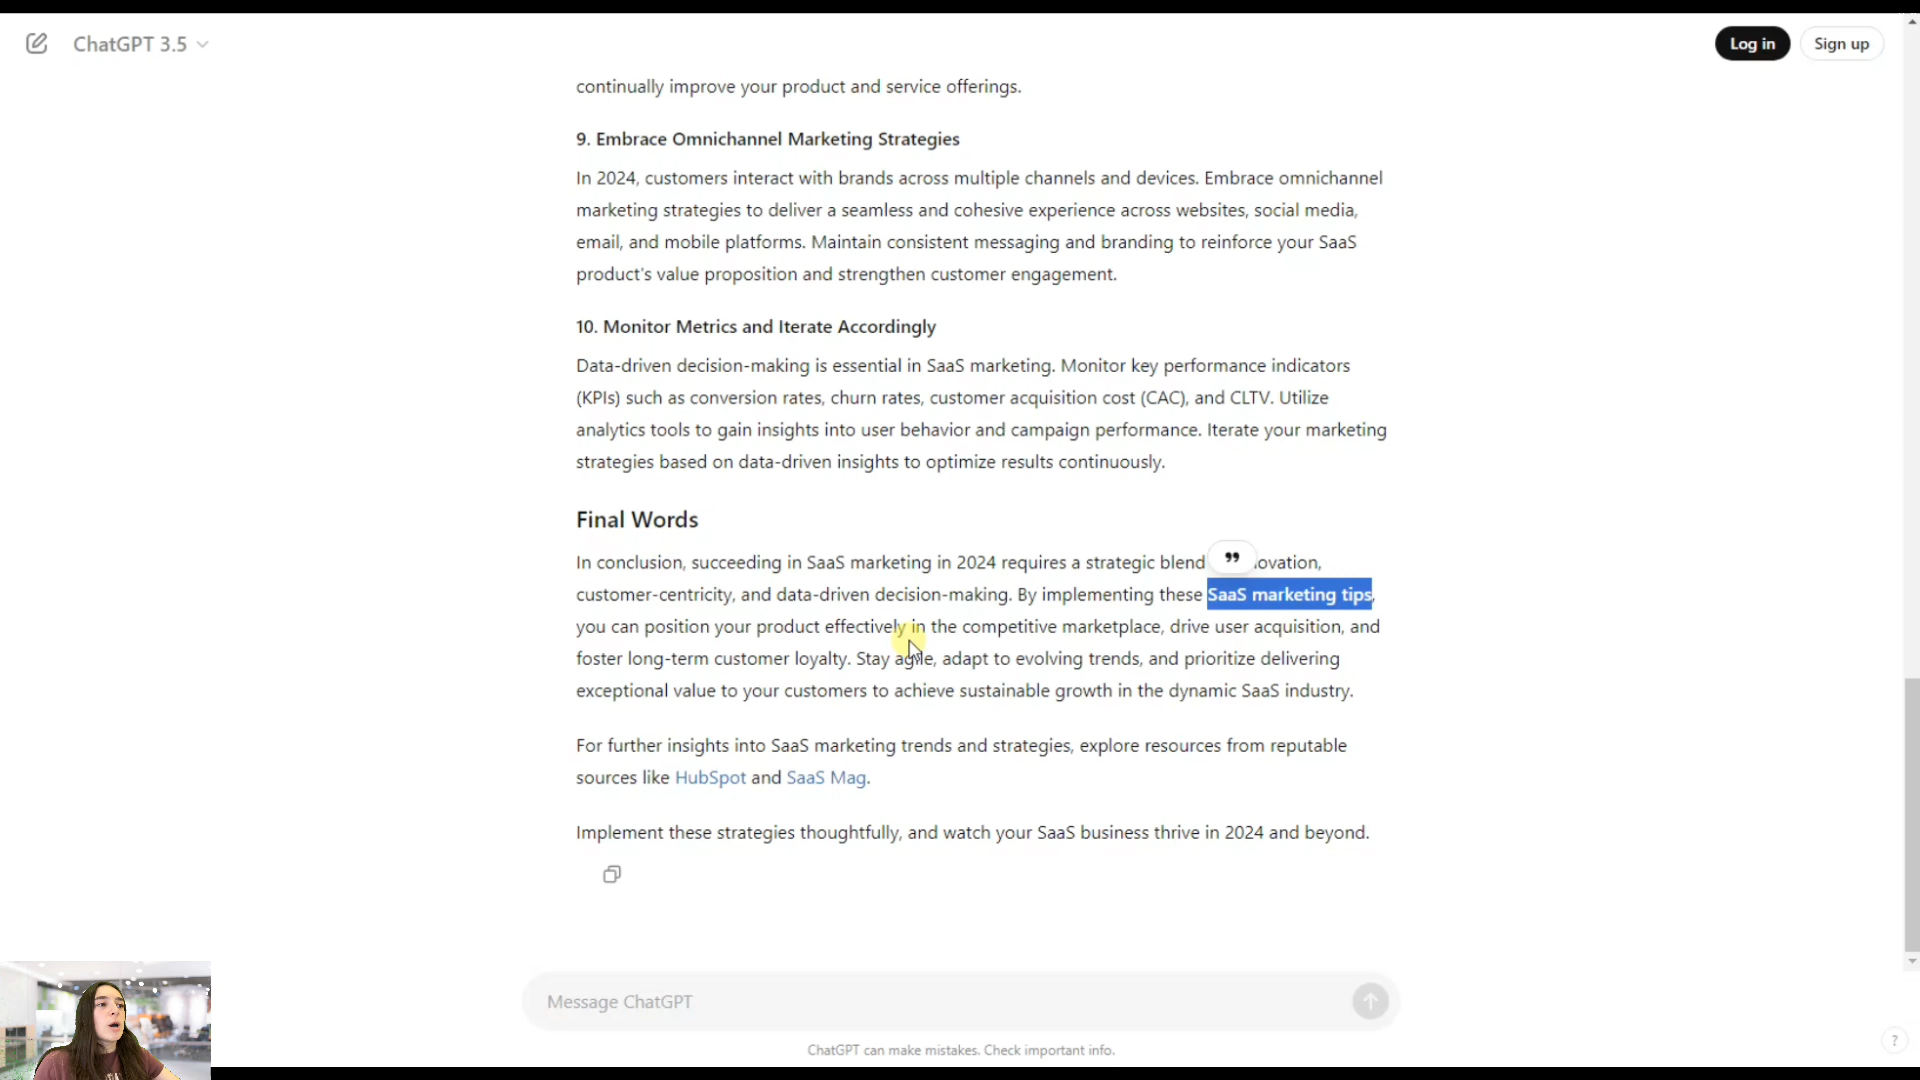 ChatGPT 3.5
Log in
Sign up
continually improve your product and service offerings.
9. Embrace Omnichannel Marketing Strategies
In 2024, customers interact with brands across multiple channels and devices. Embrace omnichannel
marketing strategies to deliver a seamless and cohesive experience across websites, social media,
email, and mobile platforms. Maintain consistent messaging and branding to reinforce your SaaS
product's value proposition and strengthen customer engagement.
10. Monitor Metrics and Iterate Accordingly
Data-driven decision-making is essential in SaaS marketing. Monitor key performance indicators
(KPIs) such as conversion rates, churn rates, customer acquisition cost (CAC), and CLTV. Utilize
analytics tools to gain insights into user behavior and campaign performance. Iterate your marketing
strategies based on data-driven insights to optimize results continuously.
Final Words
In conclusion, succeeding in SaaS marketing in 2024 requires a strategic blend ovation,
customer-centricity, and data-driven decision-making. By implementing these SaaS marketing tips,
you can position your product effectively in the competitive marketplace, drive user acquisition, and
foster long-term customer loyalty. Stay agile, adapt to evolving trends, and prioritize delivering
exceptional value to your customers to achieve sustainable growth in the dynamic SaaS industry.
For further insights into SaaS marketing trends and strategies, explore resources from reputable
sources like HubSpot and SaaS Mag.
Implement these strategies thoughtfully, and watch your SaaS business thrive in 2024 and beyond.
Message ChatGPT
ChatGPT can make mistakes. Check important info.
?